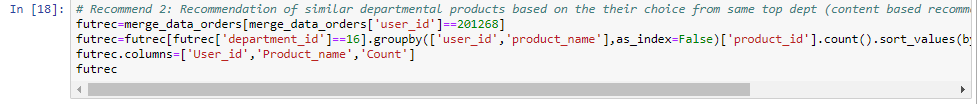 In [18]:
# Recommend 2: Recommendation of similar departmental products based on the their choice from same top dept (content based recomm
futrec=merge_data_orders[merge_data_orders['user_id']==201268]
futrec=futrec[futrec['department_id']==16].groupby(['user_id','product_name'],as_index=False)['product_id'].count().sort_values(by
futrec.columns=['User_id','Product_name','Count']
futrec